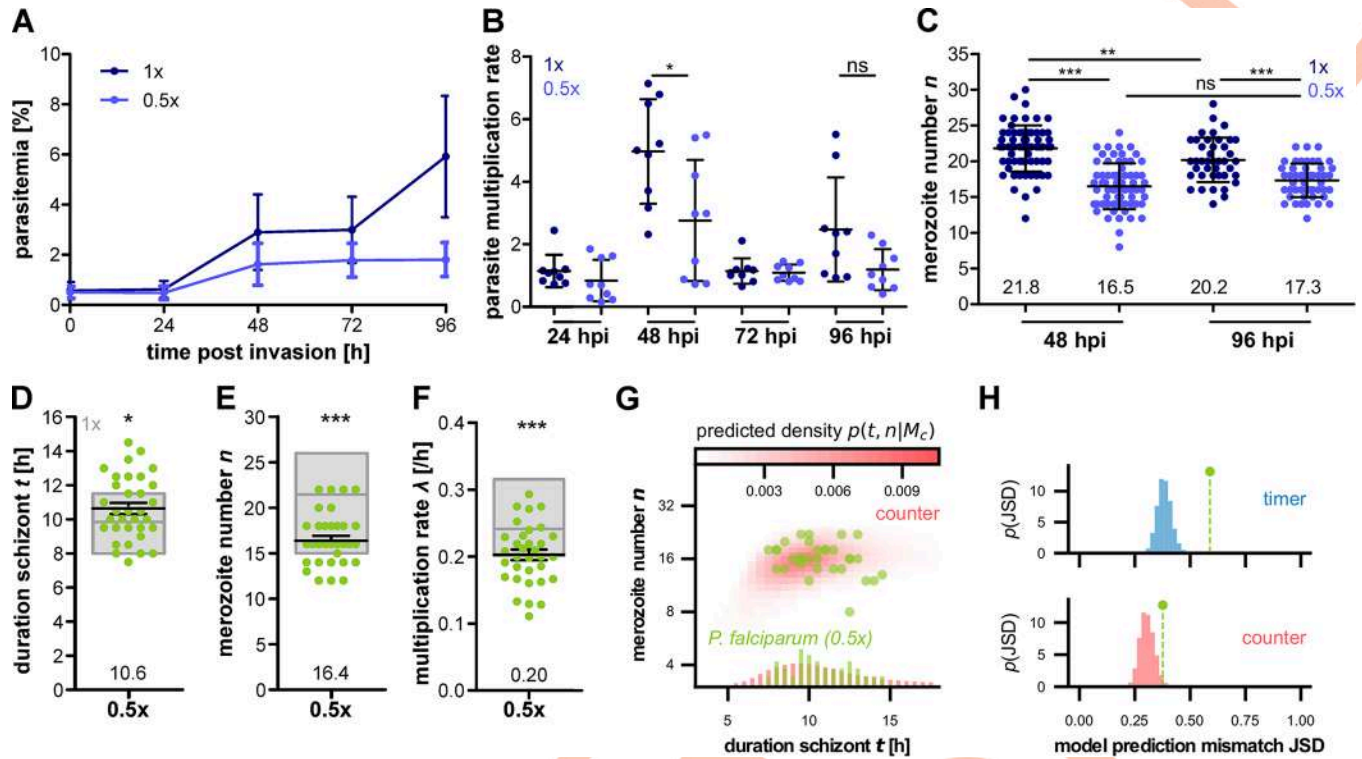 A
parasitemia [%]
10
8
6
4
2
0
1x
0.5x
0
24
48
72
96
time post invasion [h]
B
parasite multiplication rate
8
6
4
2
0
1x
0.5x
*
ns
24 hpi
48 hpi
72 hpi
96 hpi
C
merozoite number n
35
30
25
20
15
10
5
0
**
***
***
ns
1x
0.5x
21.8
16.5
20.2
17.3
48 hpi
96 hpi
D
duration schizont t [h]
16
14
12
10
8
6
4
2
0
1x
*
10.6
0.5x
E
merozoite number n
30
25
20
15
10
5
0
***
16.4
0.5x
F
multiplication rate λ [/h]
0.4
0.3
0.2
0.1
0.0
***
0.20
0.5x
G
predicted density p(t, n|Mc)
0.003
0.006
0.009
counter
merozoite number n
32
16
8
4
P. falciparum (0.5x)
5
10
15
duration schizont t [h]
H
p(JSD)
10
5
0
timer
p(JSD)
10
5
0
counter
0.00
0.25
0.50
0.75
1.00
model prediction mismatch JSD